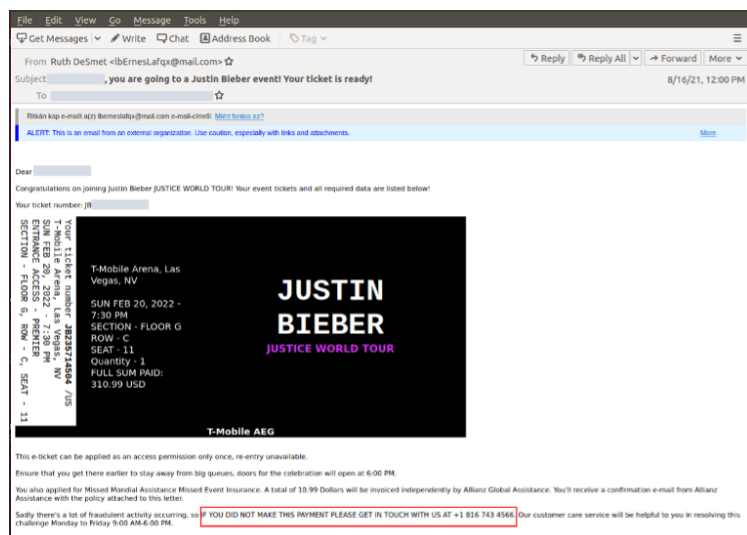 File Edit View Go Message Tools Help
Get Messages Write Chat Address Book Tag
From Ruth DeSmet <lbErnesLafqx@mail.com>
Reply Reply All Forward More
Subject , you are going to a Justin Bieber event! Your ticket is ready!
8/16/21, 12:00 PM
To
Ritkán kap e-mailt a(z) lberneslafqx@mail.com e-mail-címről. Miért fontos ez?
ALERT: This is an email from an external organization. Use caution, especially with links and attachments.
More
Dear
Congratulations on joining Justin Bieber JUSTICE WORLD TOUR! Your event tickets and all required data are listed below!
Your ticket number: JB
Your ticket number JB235714504 /US
T-Mobile Arena, Las Vegas, NV
SUN FEB 20, 2022 - 7:30 PM
ENTRANCE ACCESS - PREMIER
SECTION - FLOOR G, ROW - C, SEAT - 11
T-Mobile Arena, Las
Vegas, NV
SUN FEB 20, 2022 -
7:30 PM
SECTION - FLOOR G
ROW - C
SEAT - 11
Quantity - 1
FULL SUM PAID:
310.99 USD
JUSTIN
BIEBER
JUSTICE WORLD TOUR
T-Mobile AEG
This e-ticket can be applied as an access permission only once, re-entry unavailable.
Ensure that you get there earlier to stay away from big queues, doors for the celebration will open at 6:00 PM.
You also applied for Missed Mondial Assistance Missed Event Insurance. A total of 10.99 Dollars will be invoiced independently by Allianz Global Assistance. You'll receive a confirmation e-mail from Allianz
Assistance with the policy attached to this letter.
Sadly there's a lot of fraudulent activity occurring, so IF YOU DID NOT MAKE THIS PAYMENT PLEASE GET IN TOUCH WITH US AT +1 816 743 4566. Our customer care service will be helpful to you in resolving this
challenge Monday to Friday 9:00 AM-6:00 PM.